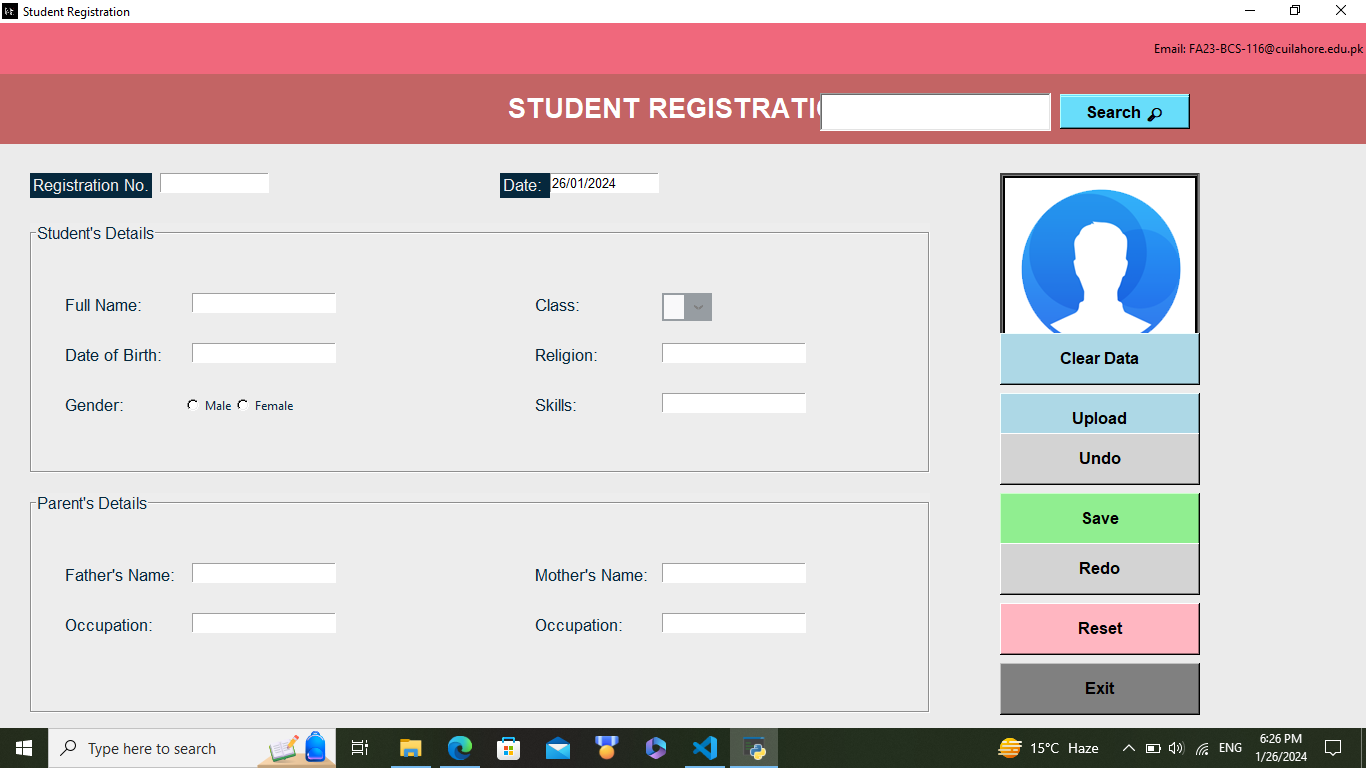 Student Registration
Email: FA23-BCS-116@cuilahore.edu.pk
STUDENT REGISTRATI
Search
Registration No.
Date: 26/01/2024
Student's Details
Full Name:
Class:
Date of Birth:
Religion:
Gender:
Male
Female
Skills:
Parent's Details
Father's Name:
Mother's Name:
Occupation:
Occupation:
Clear Data
Upload
Undo
Save
Redo
Reset
Exit
Type here to search
15°C Haze
ENG
6:26 PM
1/26/2024